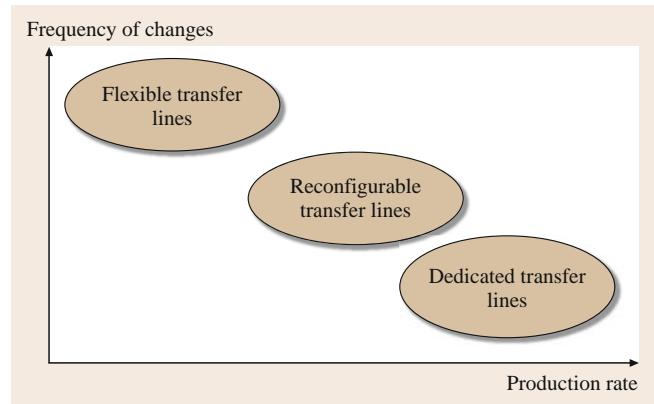 Frequency of changes
Flexible transfer
lines
Reconfigurable
transfer lines
Dedicated transfer
lines
Production rate